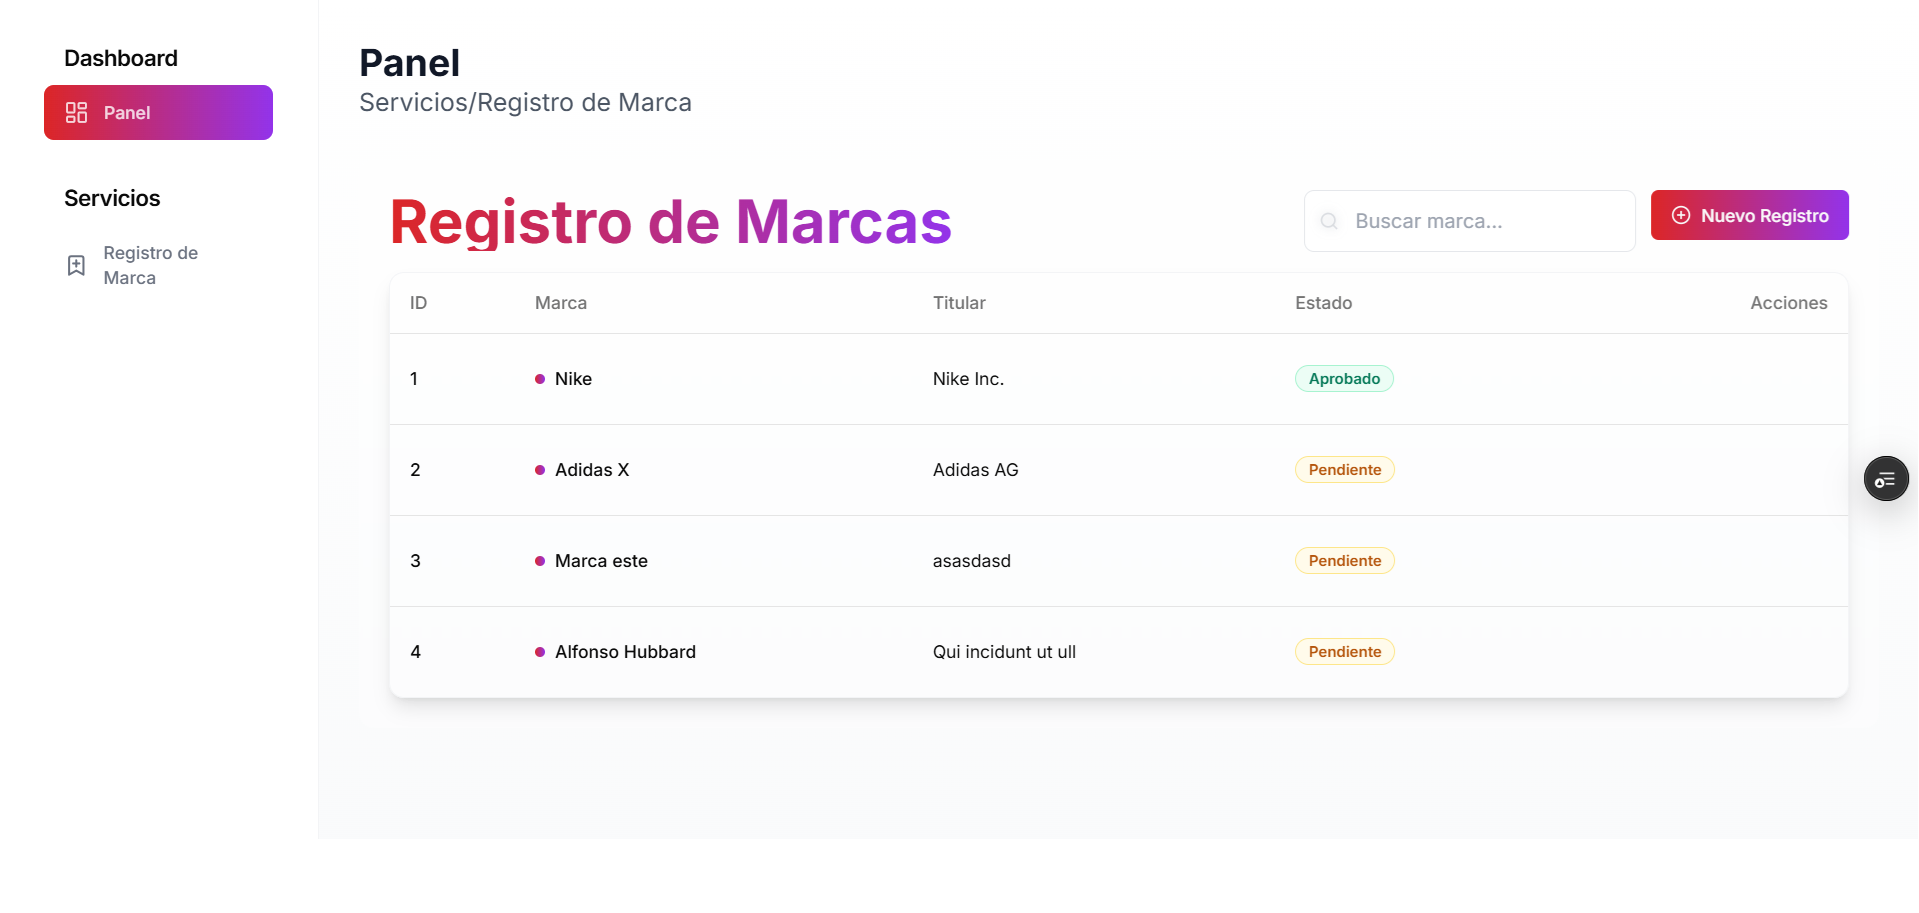 Dashboard
Panel
Servicios
Registro de
Marca
Panel
Servicios/Registro de Marca
Registro de Marcas
Buscar marca...
Nuevo Registro
ID Marca Titular Estado Acciones
1 Nike Nike Inc. Aprobado
2 Adidas X Adidas AG Pendiente
3 Marca este asasdasd Pendiente
4 Alfonso Hubbard Qui incidunt ut ull Pendiente